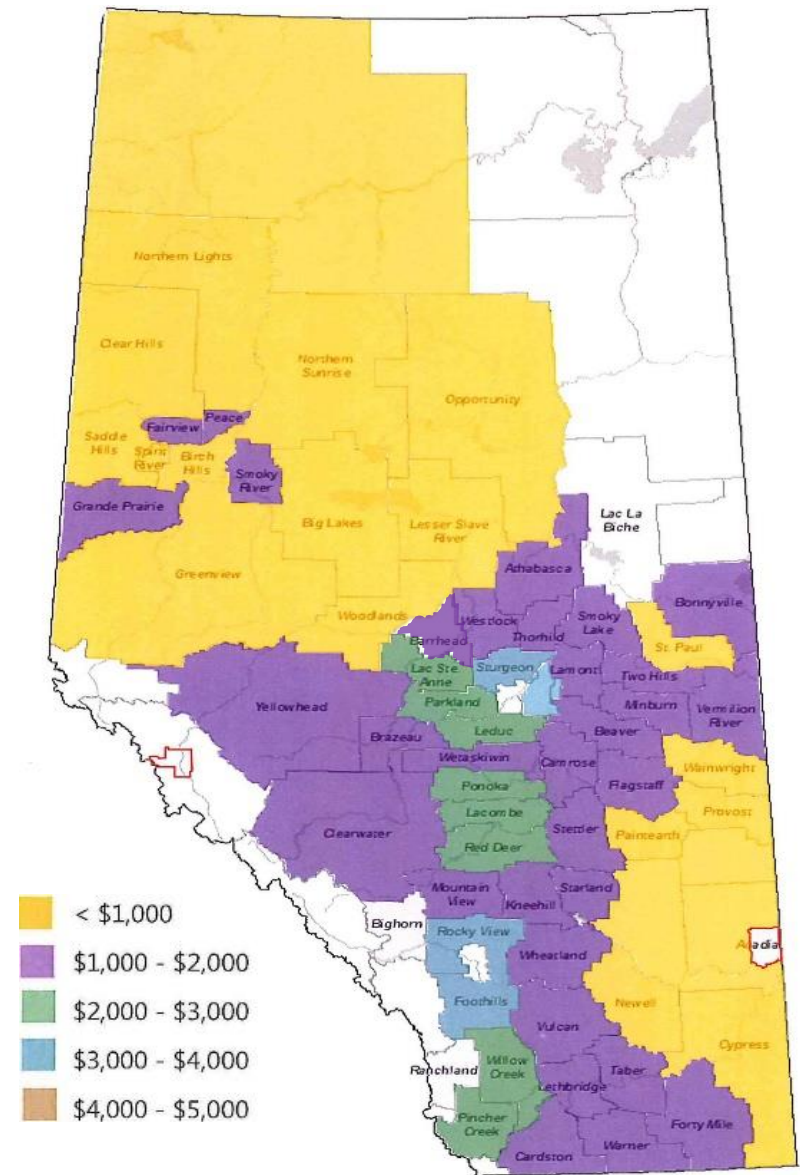 Northern Lights
Clear Hills
Northern
Sunrise
Opportunity
Peace
Fairview
Saddle
Hills
Spirit
River
Birch
Hills
Smoky
River
Grande Prairie
Big Lakes
Lesser Slave
River
Lac La
Biche
Greenview
Athabasca
Woodlands
Bonnyville
Westlock
Smoky
Lake
Barrhead
Thorhild
St. Paul
Lac Ste.
Anne
Sturgeon
Lamont
Two Hills
Parkland
Yellowhead
Minburn
Vermilion
River
Brazeau
Leduc
Beaver
Wetaskiwin
Camrose
Wainwright
Ponoka
Flagstaff
Lacombe
Provost
Clearwater
Stettler
Paintearth
Red Deer
Mountain
View
Starland
Kneehill
< $1,000
Bighorn
Rocky View
Acadia
$1,000 - $2,000
Wheatland
Foothills
Newell
$2,000 - $3,000
Vulcan
Cypress
$3,000 - $4,000
Ranchland
Willow
Creek
Taber
Lethbridge
$4,000 - $5,000
Pincher
Creek
Forty Mile
Warner
Cardston